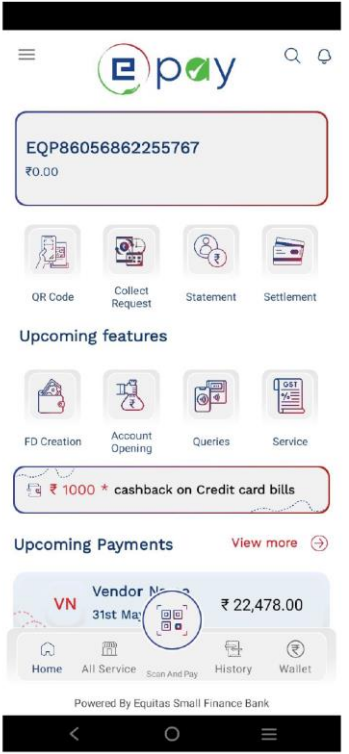 e pay
EQP86056862255767
₹0.00
QR Code
Collect
Request
Statement
Settlement
Upcoming features
GST
FD Creation
Account
Opening
Queries
Service
₹ 1000 * cashback on Credit card bills
Upcoming Payments
View more
VN
Vendor
31st
₹ 22,478.00
Home
All Service
Scan And Pay
History
Wallet
Powered By Equitas Small Finance Bank